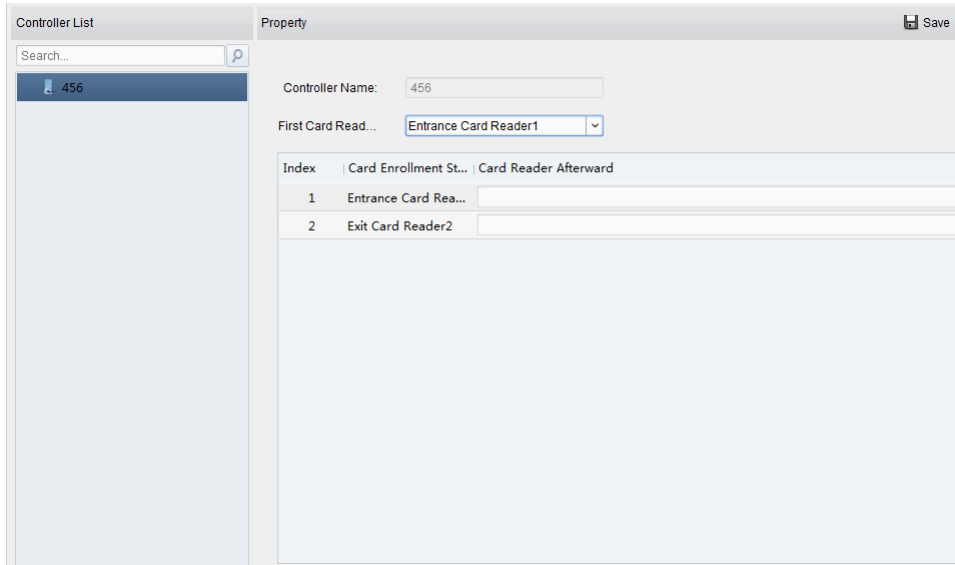 Controller List
Property
Save
Search...
456
Controller Name:
456
First Card Read...
Entrance Card Reader1
Index
Card Enrollment St...
Card Reader Afterward
1
Entrance Card Rea...
2
Exit Card Reader2